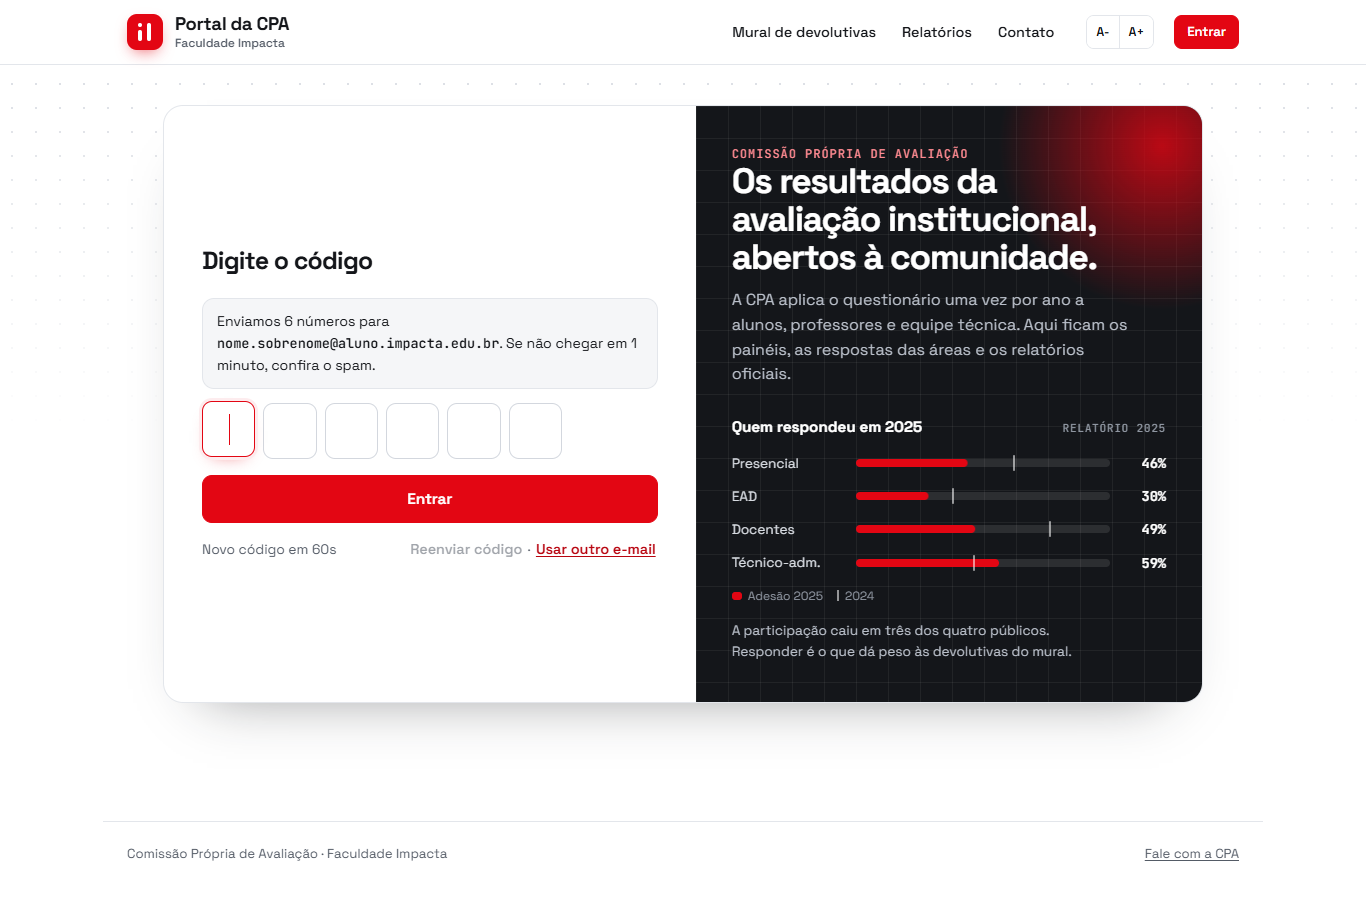 Portal da CPA
Faculdade Impacta
Mural de devolutivas
Relatórios
Contato
A-
A+
Entrar
Digite o código
Enviamos 6 números para
nome.sobrenome@aluno.impacta.edu.br. Se não chegar em 1
minuto, confira o spam.
Entrar
Novo código em 60s
Reenviar código · Usar outro e-mail
COMISSÃO PRÓPRIA DE AVALIAÇÃO
Os resultados da
avaliação institucional,
abertos à comunidade.
A CPA aplica o questionário uma vez por ano a
alunos, professores e equipe técnica. Aqui ficam os
painéis, as respostas das áreas e os relatórios
oficiais.
Quem respondeu em 2025
RELATÓRIO 2025
Presencial 46%
EAD 30%
Docentes 49%
Técnico-adm. 59%
Adesão 2025 2024
A participação caiu em três dos quatro públicos.
Responder é o que dá peso às devolutivas do mural.
Comissão Própria de Avaliação · Faculdade Impacta
Fale com a CPA